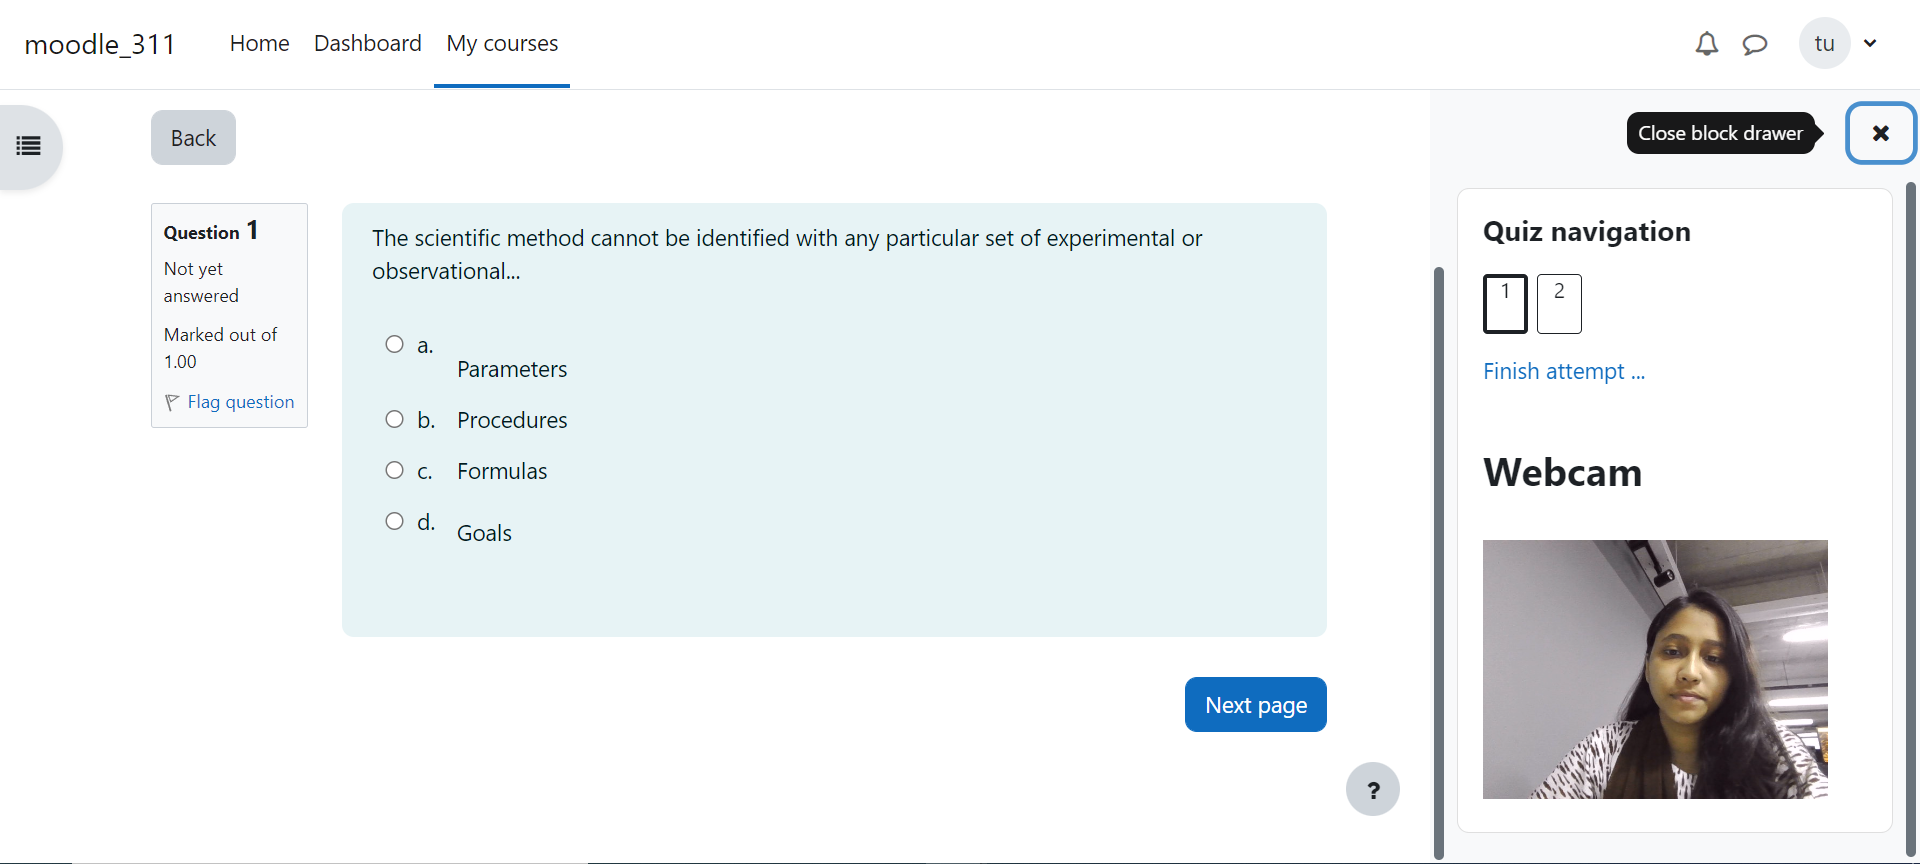 moodle_311
Home
Dashboard
My courses
tu
Back
Close block drawer
Question 1
Not yet
answered
Marked out of
1.00
Flag question
The scientific method cannot be identified with any particular set of experimental or
observational...
a.
Parameters
b. Procedures
c. Formulas
d.
Goals
Next page
?
Quiz navigation
1
2
Finish attempt ...
Webcam